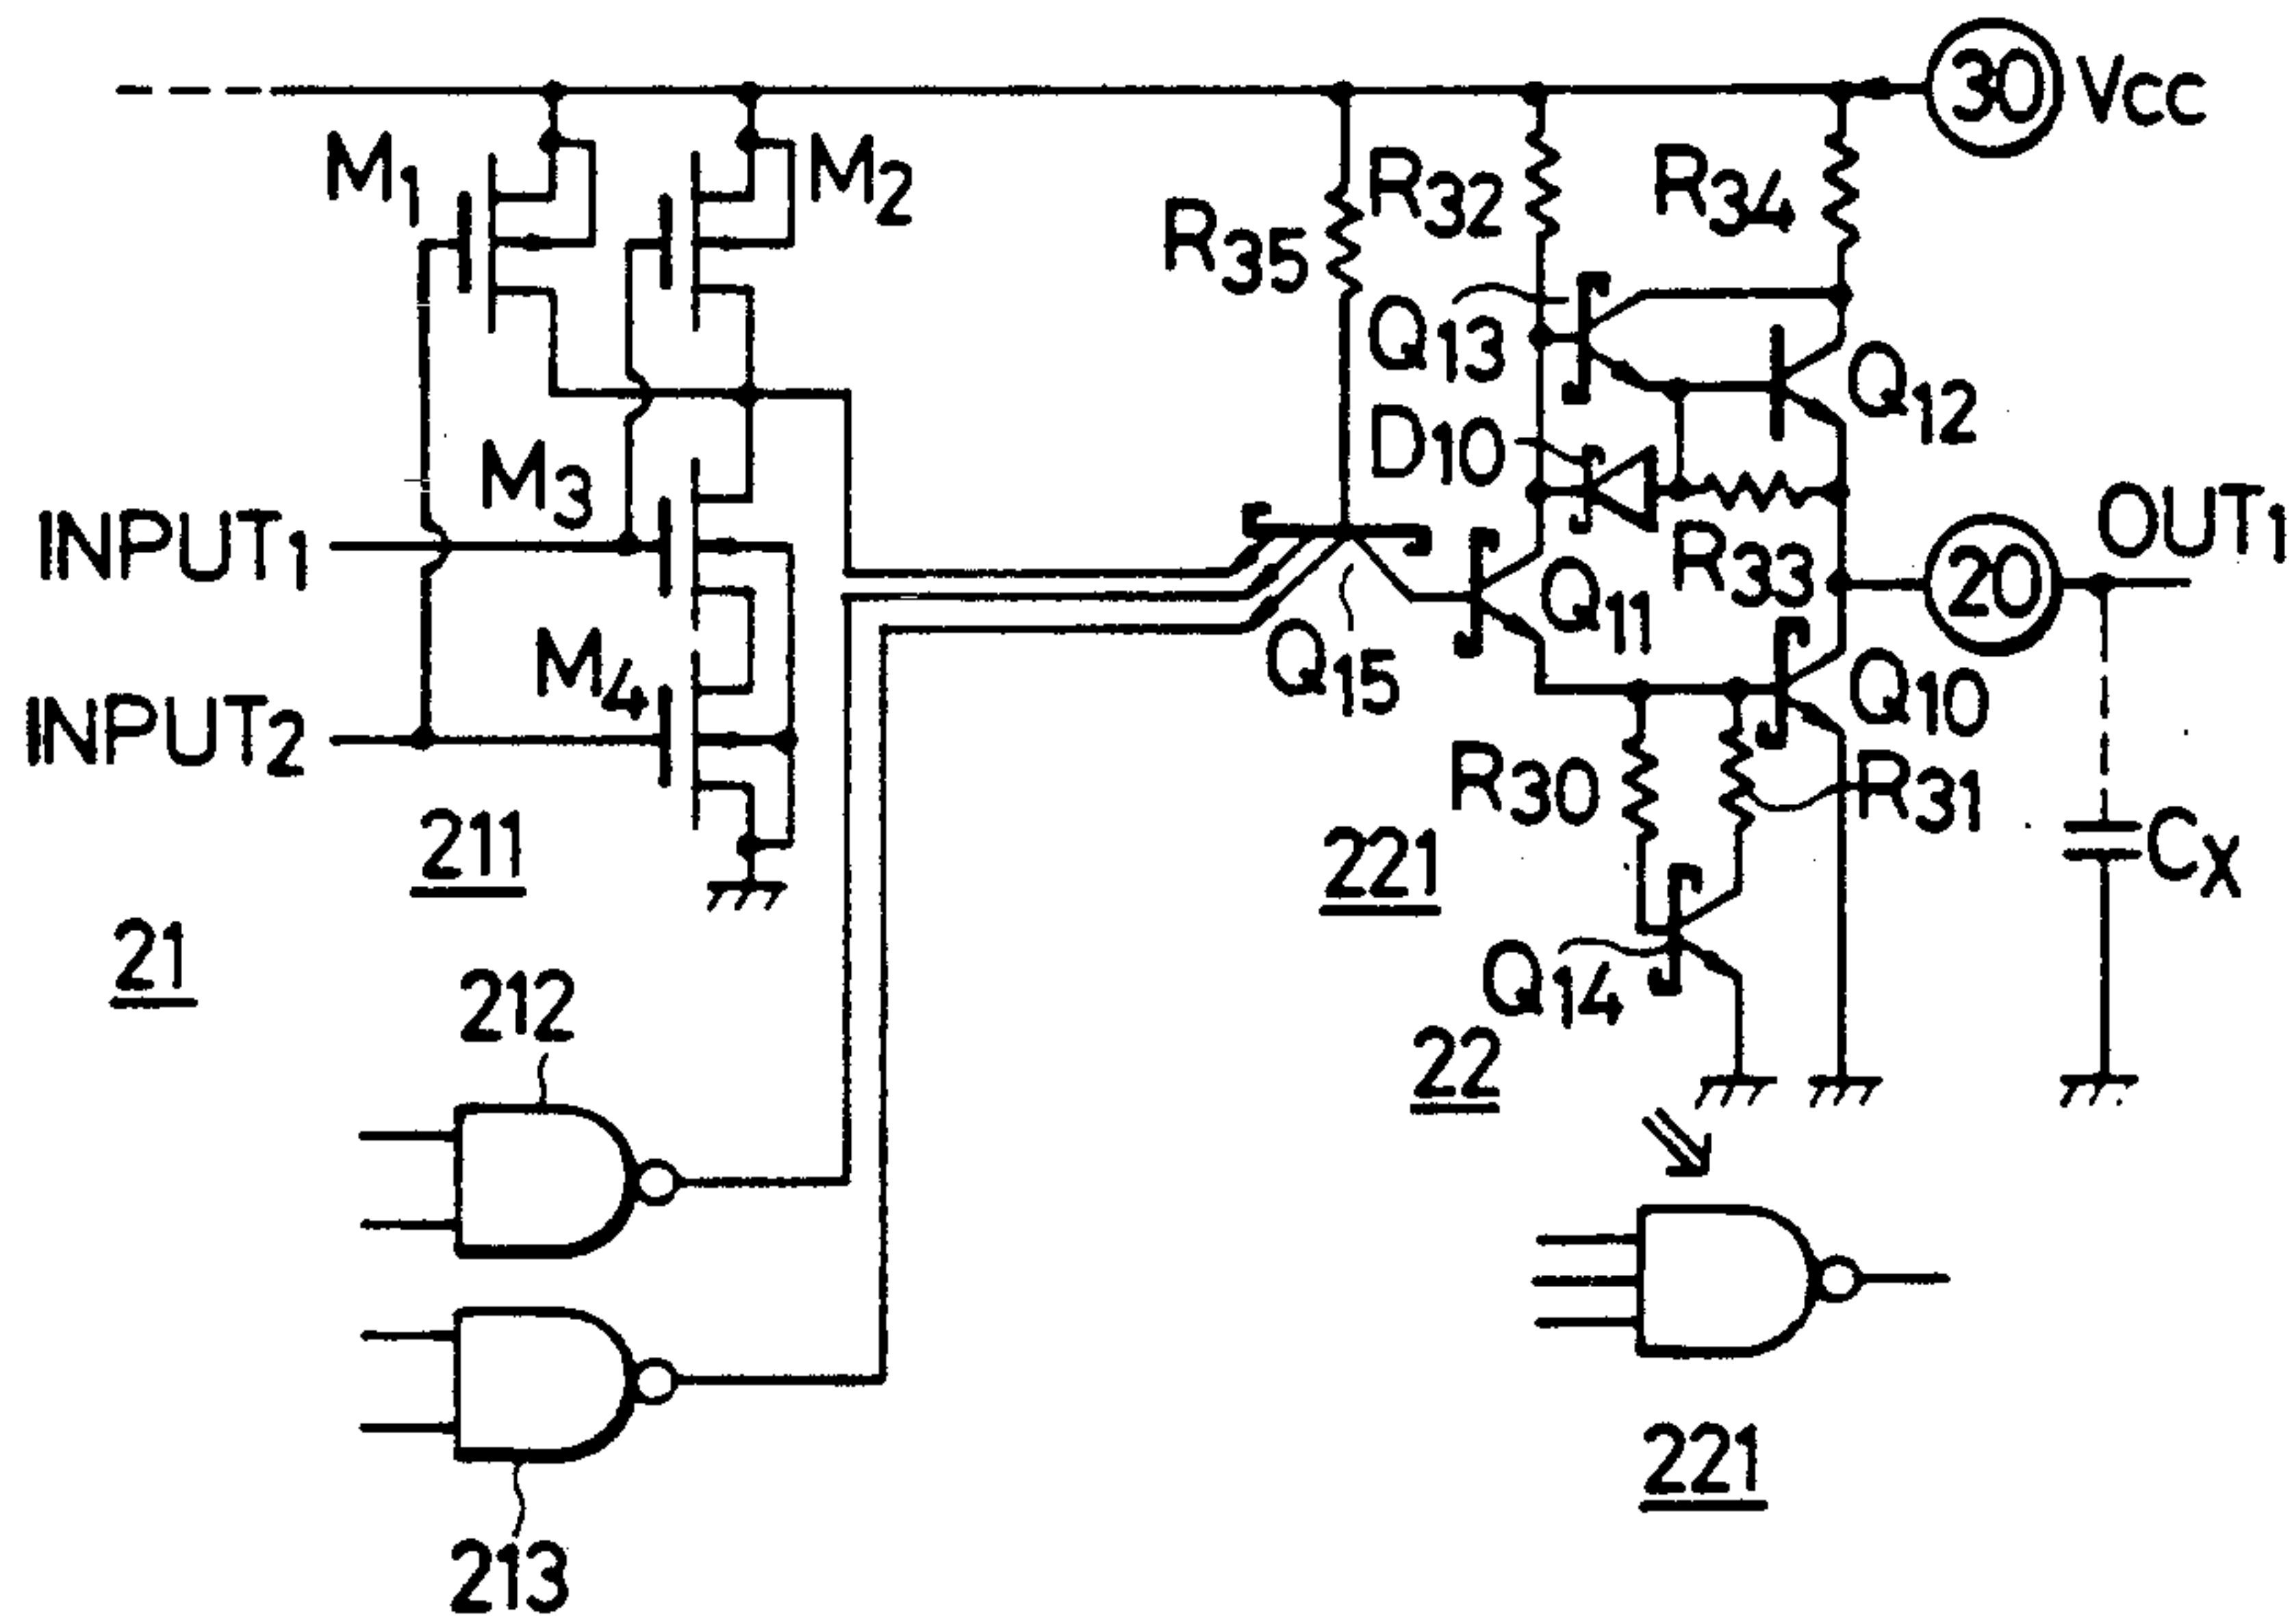 30 VCC
M1
M2
R35
R32
R34
Q13
Q12
D10
M3
INPUT1
R33
20
OUT1
Q11
Q15
M4
INPUT2
Q10
R30
R31
211
221
CX
21
Q14
212
22
221
213